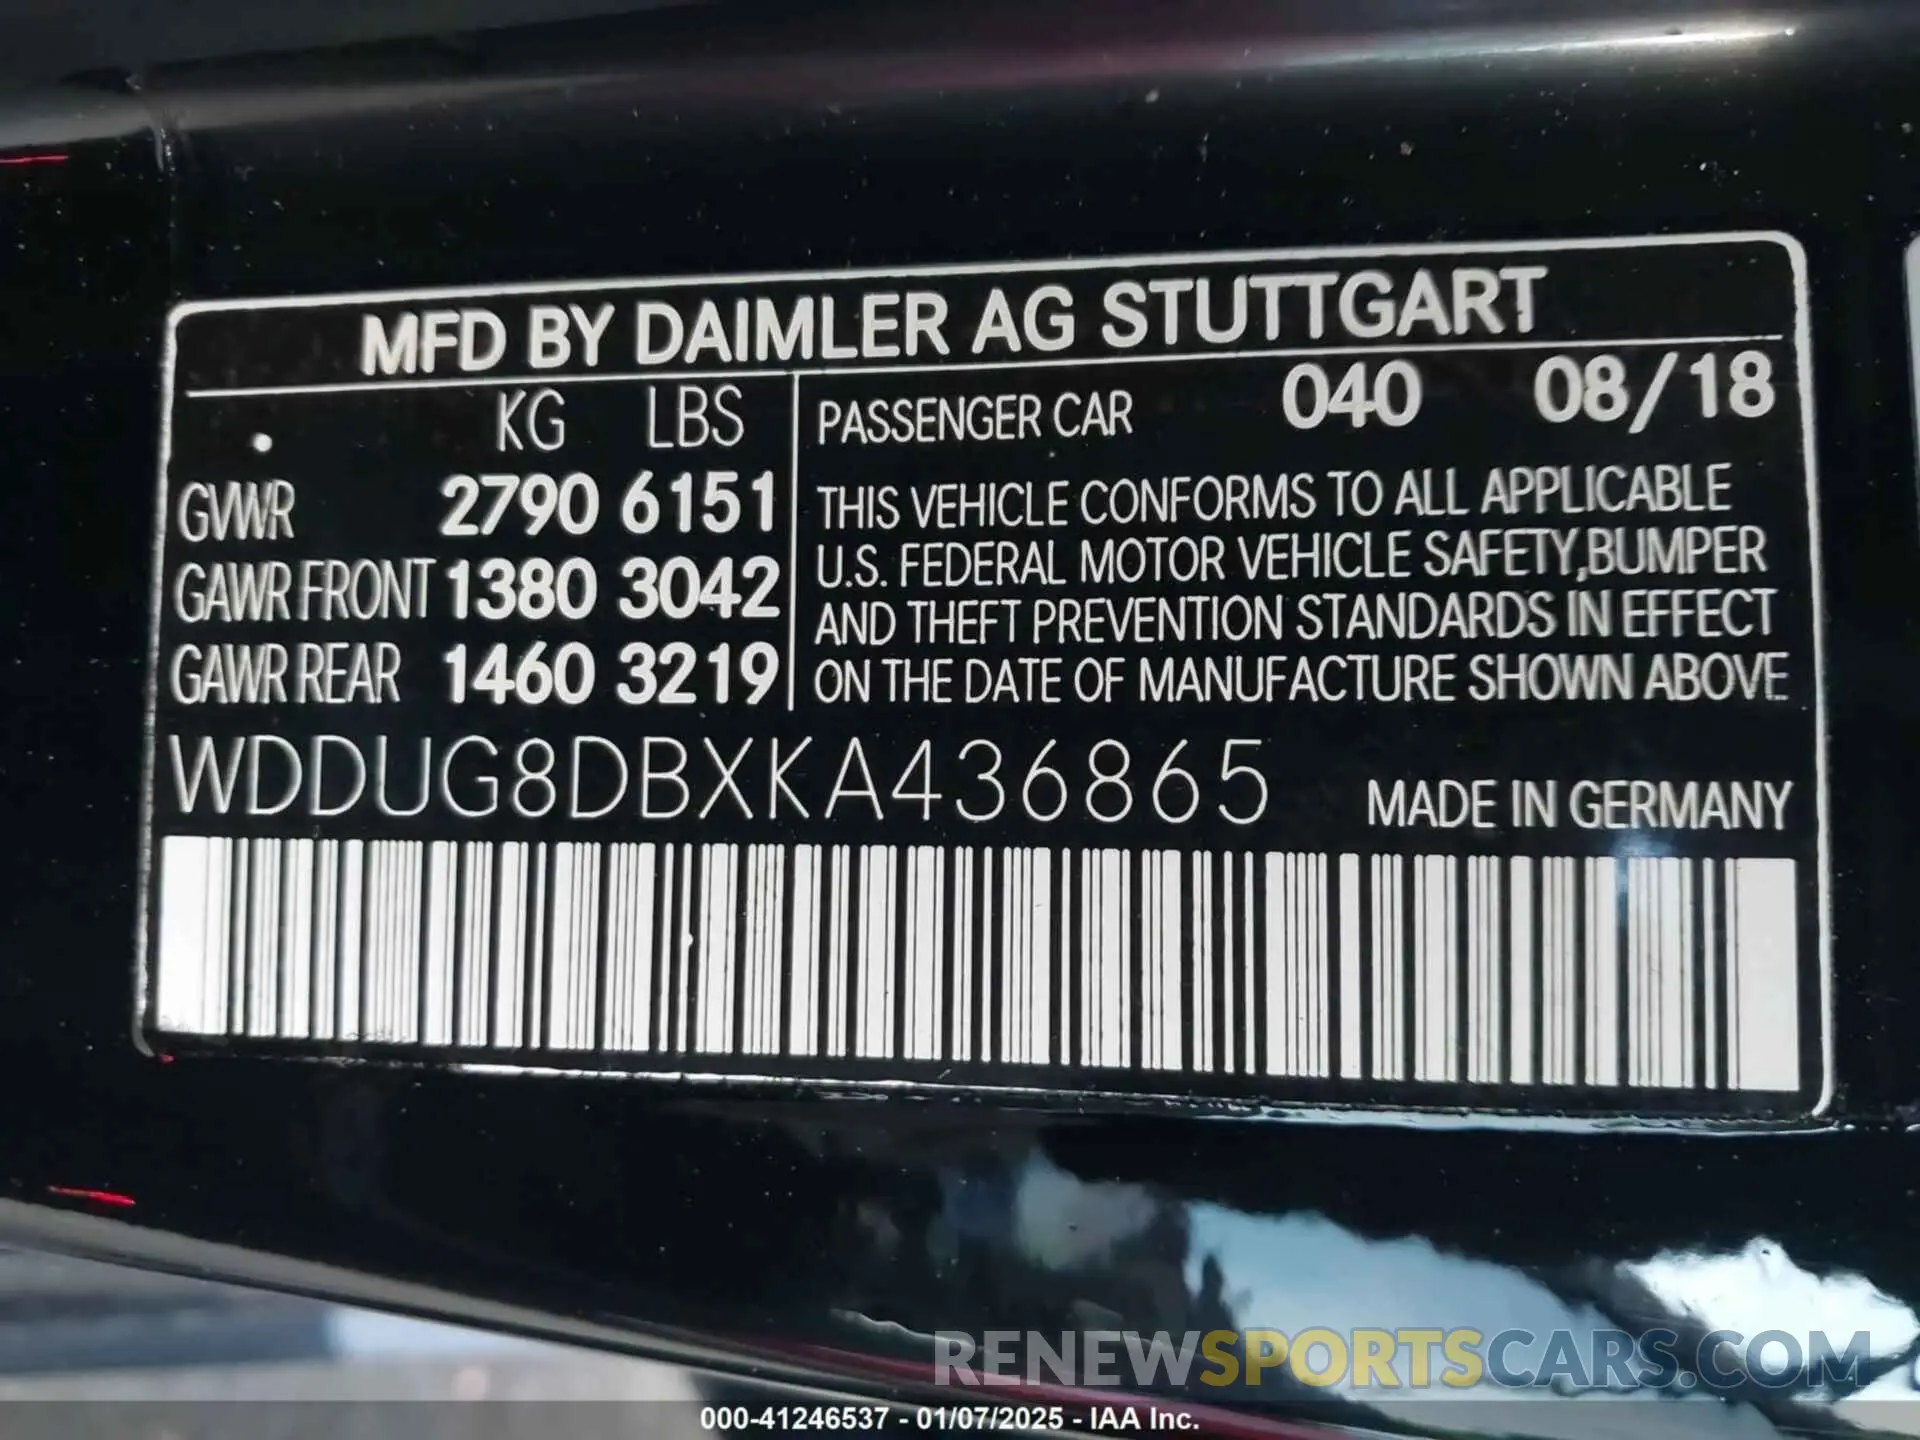 MFD BY DAIMLER AG STUTTGART
KG LBS
GVWR 2790 6151
GAWR FRONT 1380 3042
GAWR REAR 1460 3219
PASSENGER CAR 040 08/18
THIS VEHICLE CONFORMS TO ALL APPLICABLE
U.S. FEDERAL MOTOR VEHICLE SAFETY,BUMPER
AND THEFT PREVENTION STANDARDS IN EFFECT
ON THE DATE OF MANUFACTURE SHOWN ABOVE
WDDUG8DBXKA436865 MADE IN GERMANY
RENEWSPORTSCARS.COM
000-41246537 - 01/07/2025 - IAA Inc.